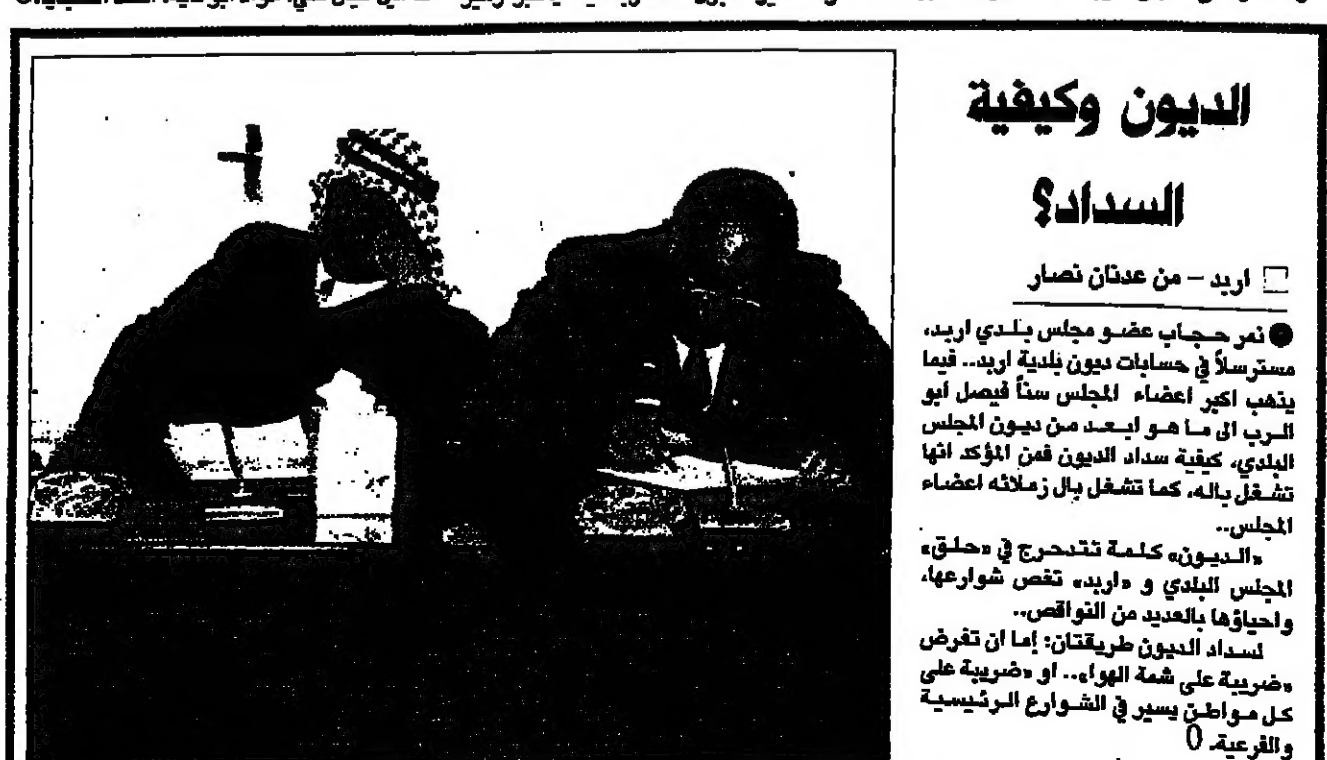 الديون وكيفية
السداد؟
اربد – من عدنان نصار
● نمر حجاب عضو مجلس بلدي اربد،
مسترسلاً في حسابات ديون بلدية اربد.. فيما
يذهب اكبر اعضاء المجلس سناً فيصل أبو
الرب الى ما هو ابعد من ديون المجلس
البلدي، كيفية سداد الديون فمن المؤكد انها
تشغل باله، كما تشغل بال زملائه اعضاء
المجلس..
«الديون» كلمة تتدحرج في «حلق»
المجلس البلدي و «اربد» تغص شوارعها،
واحياؤها بالعديد من النواقص..
لسداد الديون طريقتان: إما ان تفرض
«ضريبة على شمة الهواء».. او «ضريبة على
كل مواطن يسير في الشوارع الرئيسية
والفرعية.